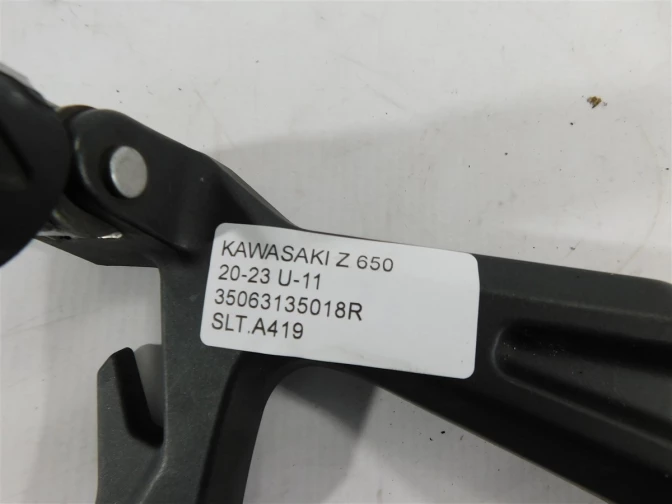 KAWASAKI Z 650
20-23 U-11
35063135018R
SLT.A419